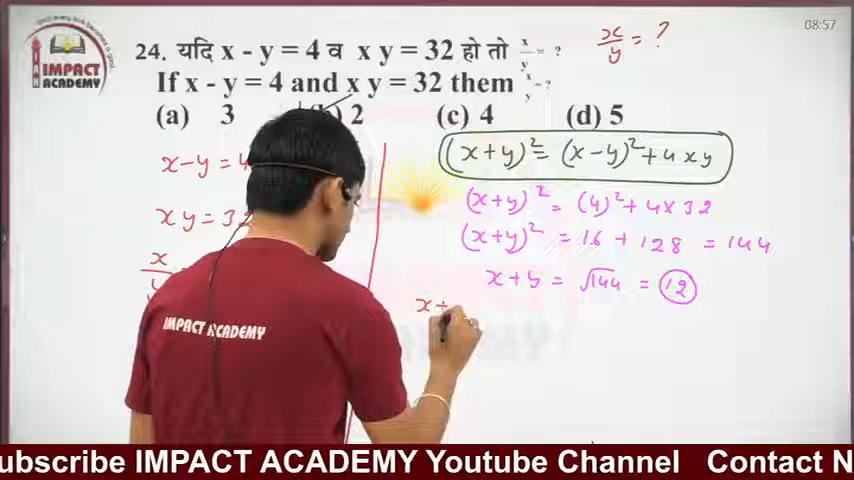 08:57
IMPACT
ACADEMY
24. यदि x - y = 4 व x y = 32 हो तो x/y = ?
x/y = ?
If x - y = 4 and x y = 32 them x/y = ?
(a) 3 2 (c) 4 (d) 5
x-y = 4
xy = 32
x
(x+y)² = (x-y)² + 4xy
(x+y)² = (4)² + 4×32
(x+y)² = 16 + 128 = 144
x+y = √144 = 12
x+
IMPACT ACADEMY
ubscribe IMPACT ACADEMY Youtube Channel Contact N